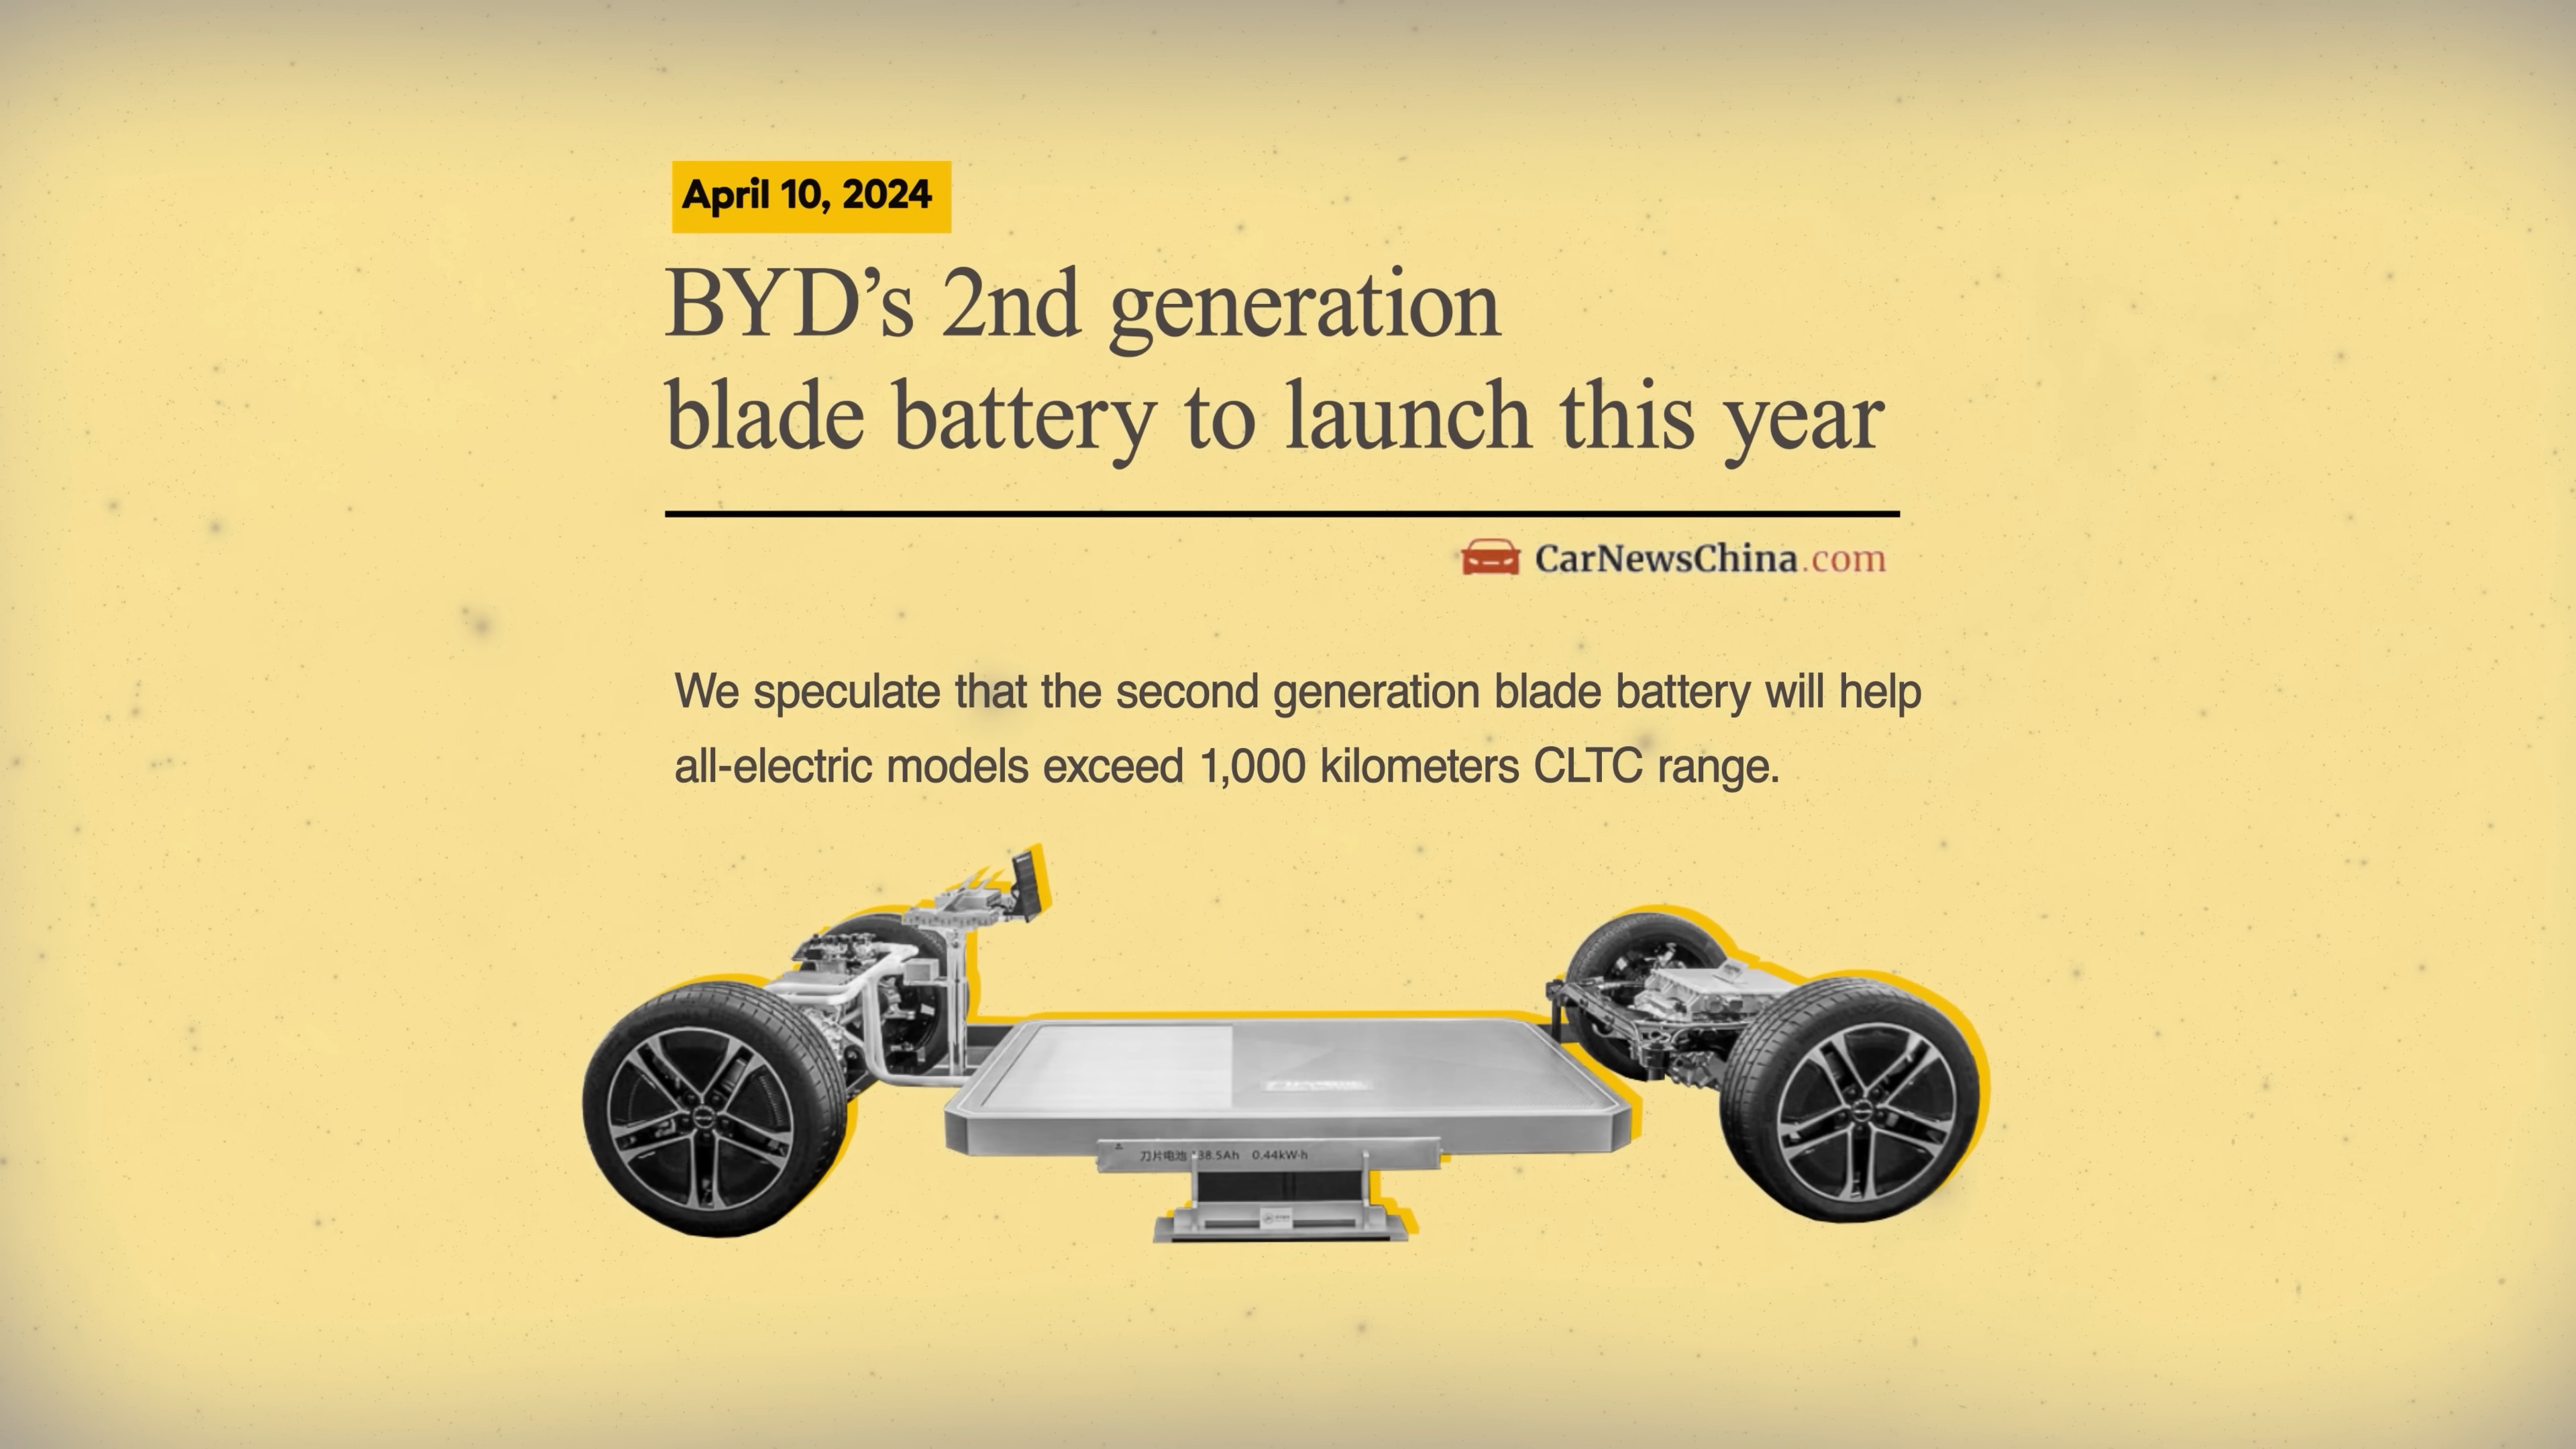 April 10, 2024
BYD’s 2nd generation
blade battery to launch this year
CarNewsChina.com
We speculate that the second generation blade battery will help
all-electric models exceed 1,000 kilometers CLTC range.
刀片电池 138.5Ah 0.44kW·h